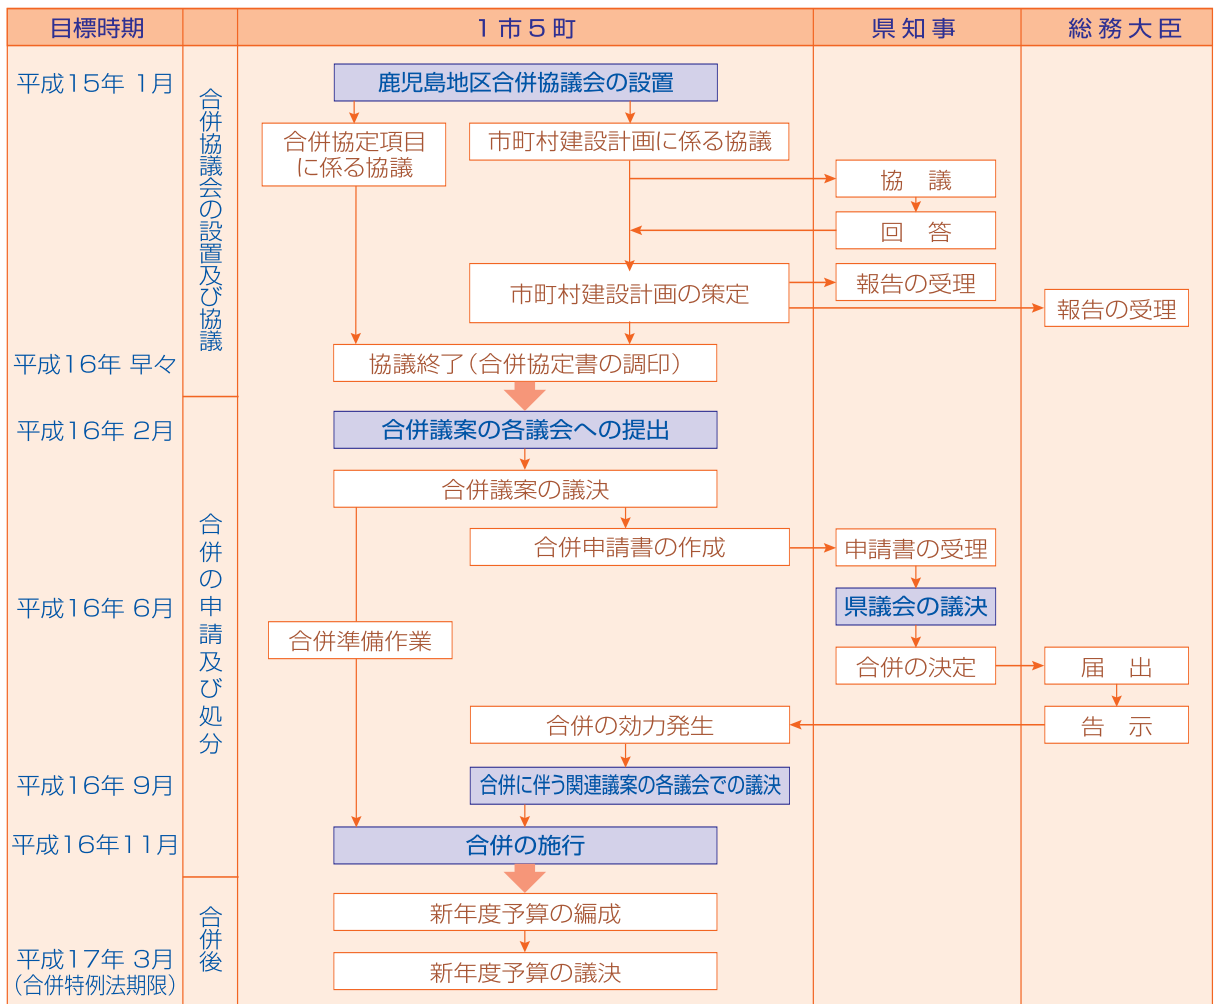 目標時期
1市5町
県知事
総務大臣
平成15年 1月
合併協議会の設置及び協議
鹿児島地区合併協議会の設置
合併協定項目
に係る協議
市町村建設計画に係る協議
協 議
回 答
市町村建設計画の策定
報告の受理
報告の受理
平成16年 早々
協議終了(合併協定書の調印)
平成16年 2月
合併の申請及び処分
合併議案の各議会への提出
合併議案の議決
合併申請書の作成
申請書の受理
平成16年 6月
県議会の議決
合併準備作業
合併の決定
届 出
合併の効力発生
告 示
平成16年 9月
合併に伴う関連議案の各議会での議決
平成16年11月
合併の施行
合併後
新年度予算の編成
平成17年 3月
(合併特例法期限)
新年度予算の議決